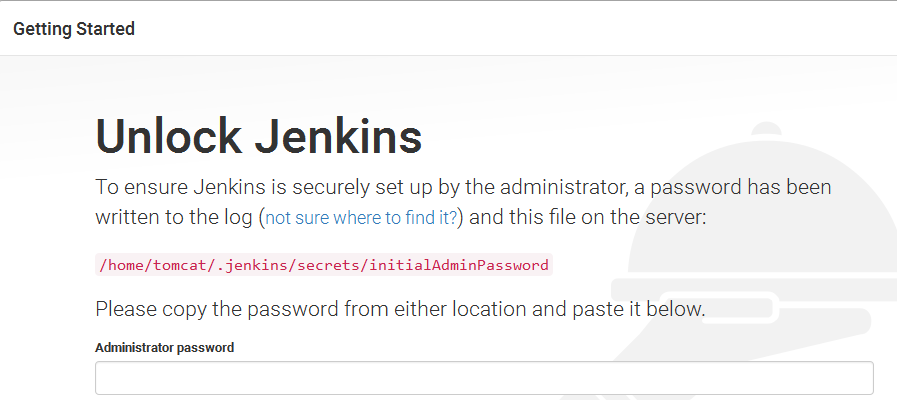 Getting Started
Unlock Jenkins
To ensure Jenkins is securely set up by the administrator, a password has been
written to the log (not sure where to find it?) and this file on the server:
/home/tomcat/.jenkins/secrets/initialAdminPassword
Please copy the password from either location and paste it below.
Administrator password